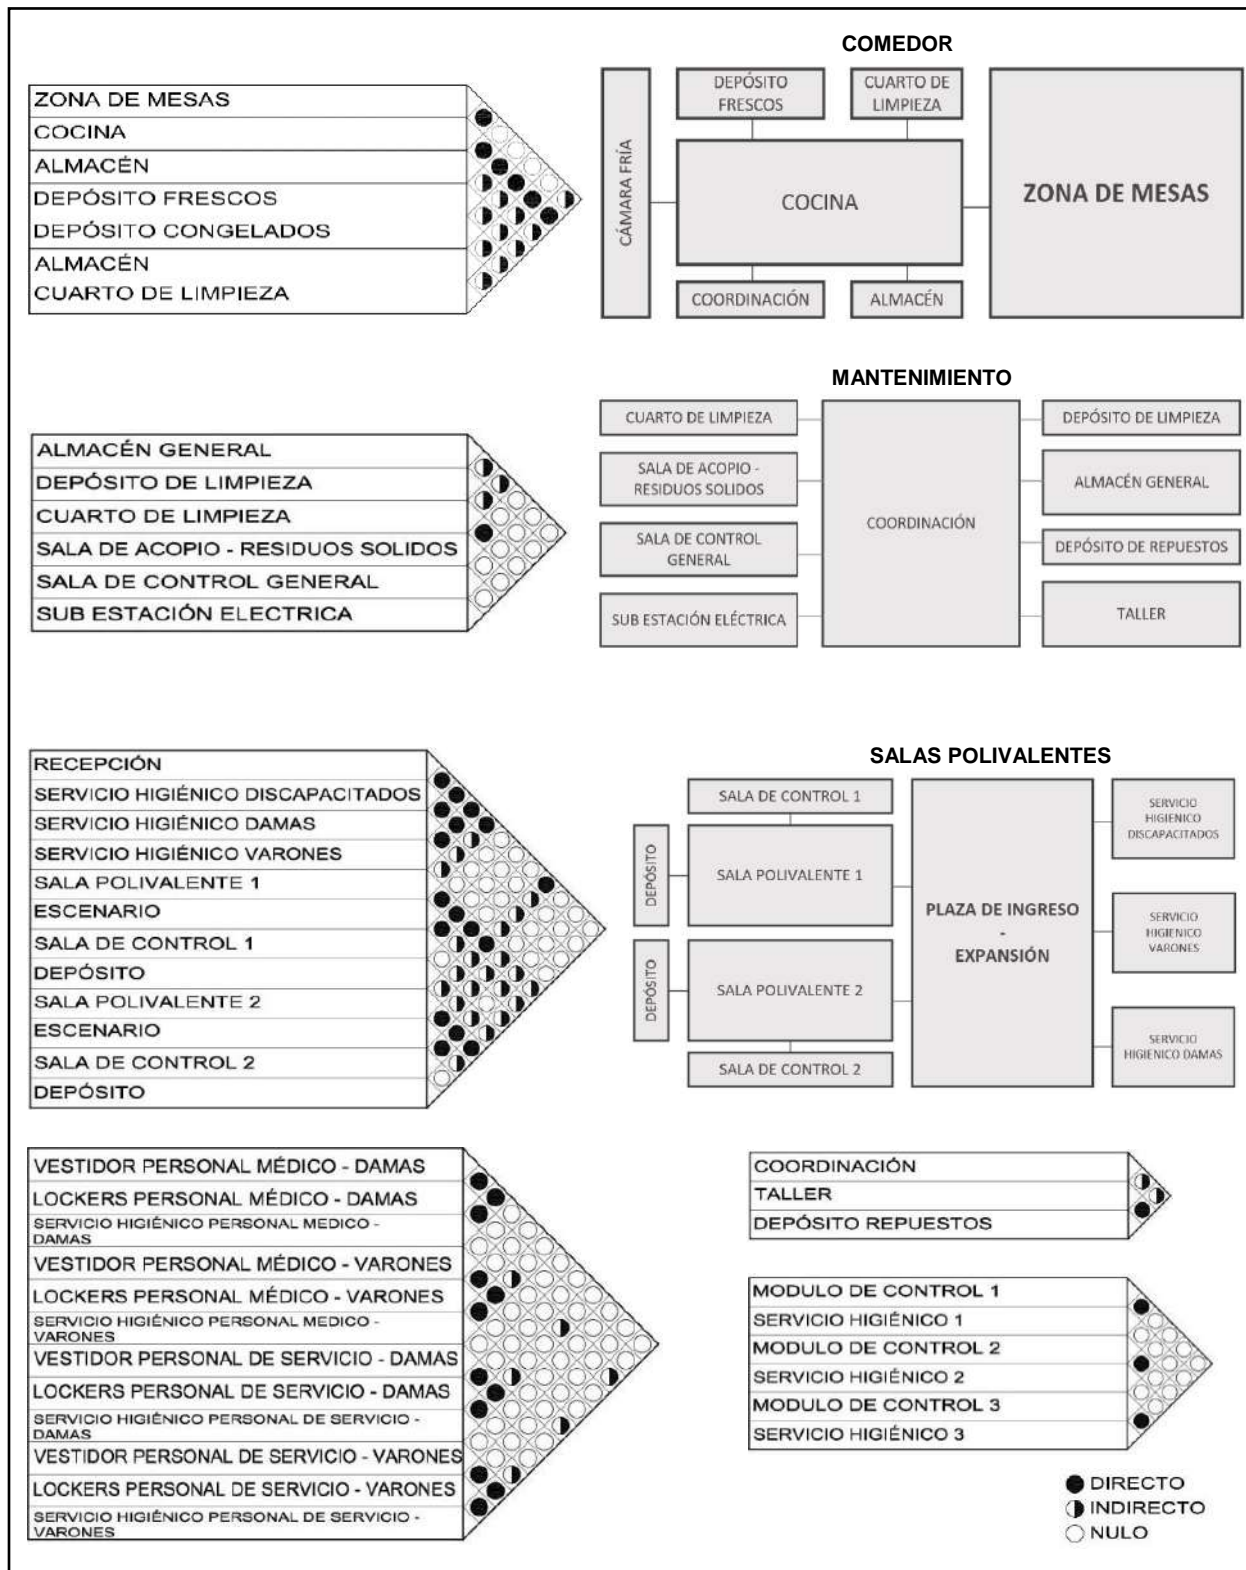 COMEDOR
ZONA DE MESAS
COCINA
ALMACÉN
DEPÓSITO FRESCOS
DEPÓSITO CONGELADOS
ALMACÉN
CUARTO DE LIMPIEZA
CÁMARA FRÍA
DEPÓSITO
FRESCOS
CUARTO DE
LIMPIEZA
COCINA
ZONA DE MESAS
COORDINACIÓN
ALMACÉN
MANTENIMIENTO
ALMACÉN GENERAL
DEPÓSITO DE LIMPIEZA
CUARTO DE LIMPIEZA
SALA DE ACOPIO - RESIDUOS SOLIDOS
SALA DE CONTROL GENERAL
SUB ESTACIÓN ELECTRICA
CUARTO DE LIMPIEZA
SALA DE ACOPIO -
RESIDUOS SOLIDOS
SALA DE CONTROL
GENERAL
SUB ESTACIÓN ELÉCTRICA
COORDINACIÓN
DEPÓSITO DE LIMPIEZA
ALMACÉN GENERAL
DEPÓSITO DE REPUESTOS
TALLER
SALAS POLIVALENTES
RECEPCIÓN
SERVICIO HIGIÉNICO DISCAPACITADOS
SERVICIO HIGIÉNICO DAMAS
SERVICIO HIGIÉNICO VARONES
SALA POLIVALENTE 1
ESCENARIO
SALA DE CONTROL 1
DEPÓSITO
SALA POLIVALENTE 2
ESCENARIO
SALA DE CONTROL 2
DEPÓSITO
SALA DE CONTROL 1
DEPÓSITO
SALA POLIVALENTE 1
DEPÓSITO
SALA POLIVALENTE 2
SALA DE CONTROL 2
PLAZA DE INGRESO
-
EXPANSIÓN
SERVICIO
HIGIENICO
DISCAPACITADOS
SERVICIO
HIGIENICO
VARONES
SERVICIO
HIGIENICO DAMAS
VESTIDOR PERSONAL MÉDICO - DAMAS
LOCKERS PERSONAL MÉDICO - DAMAS
SERVICIO HIGIÉNICO PERSONAL MEDICO -
DAMAS
VESTIDOR PERSONAL MÉDICO - VARONES
LOCKERS PERSONAL MÉDICO - VARONES
SERVICIO HIGIÉNICO PERSONAL MEDICO -
VARONES
VESTIDOR PERSONAL DE SERVICIO - DAMAS
LOCKERS PERSONAL DE SERVICIO - DAMAS
SERVICIO HIGIÉNICO PERSONAL DE SERVICIO -
DAMAS
VESTIDOR PERSONAL DE SERVICIO - VARONES
LOCKERS PERSONAL DE SERVICIO - VARONES
SERVICIO HIGIÉNICO PERSONAL DE SERVICIO -
VARONES
COORDINACIÓN
TALLER
DEPÓSITO REPUESTOS
MODULO DE CONTROL 1
SERVICIO HIGIÉNICO 1
MODULO DE CONTROL 2
SERVICIO HIGIÉNICO 2
MODULO DE CONTROL 3
SERVICIO HIGIÉNICO 3
DIRECTO
INDIRECTO
NULO